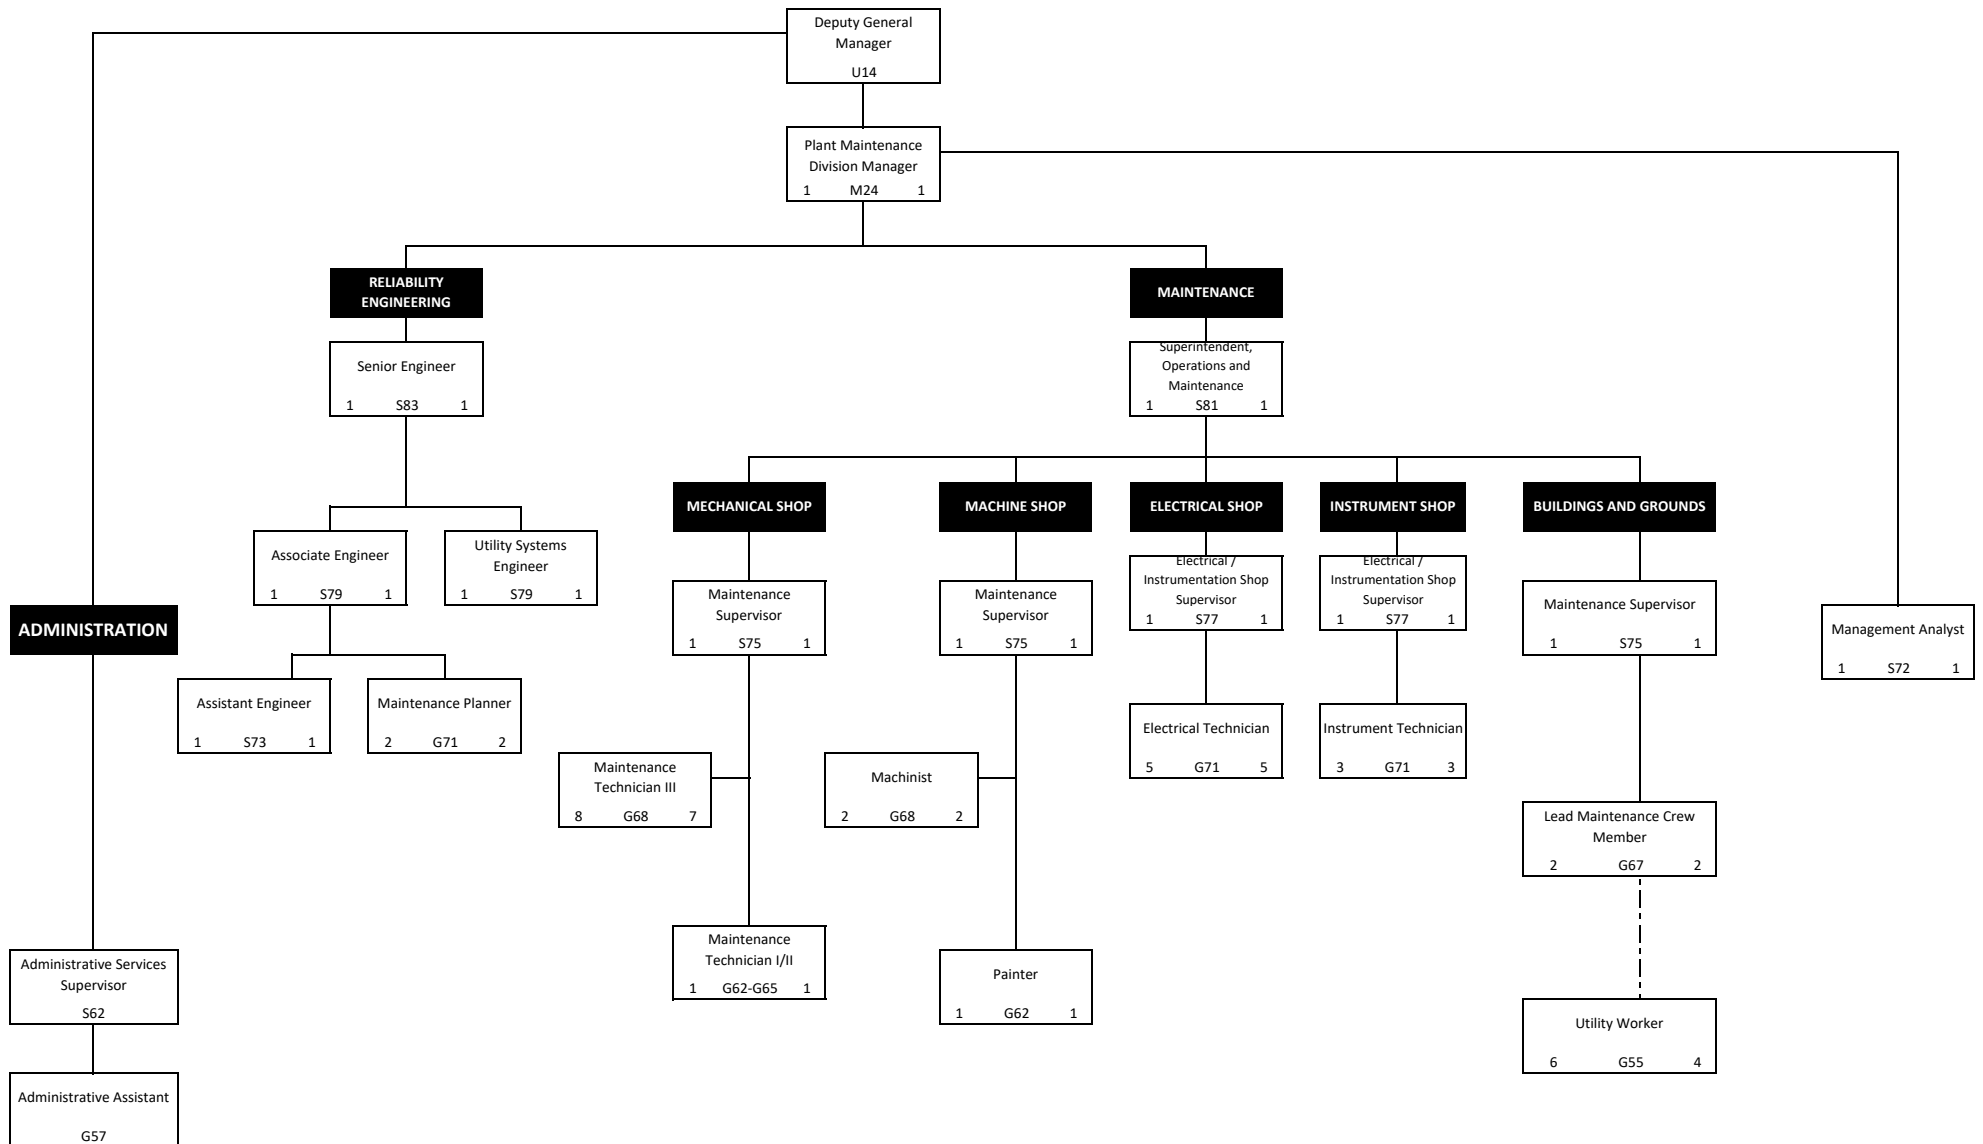 Deputy General
Manager
U14
Plant Maintenance
Division Manager
1 M24 1
RELIABILITY
ENGINEERING
Senior Engineer
1 S83 1
Associate Engineer
1 S79 1
Utility Systems
Engineer
1 S79 1
Assistant Engineer
1 S73 1
Maintenance Planner
2 G71 2
MAINTENANCE
Superintendent,
Operations and
Maintenance
1 S81 1
MECHANICAL SHOP
Maintenance
Supervisor
1 S75 1
Maintenance
Technician III
8 G68 7
Maintenance
Technician I/II
1 G62-G65 1
MACHINE SHOP
Maintenance
Supervisor
1 S75 1
Machinist
2 G68 2
Painter
1 G62 1
ELECTRICAL SHOP
Electrical /
Instrumentation Shop
Supervisor
1 S77 1
Electrical Technician
5 G71 5
INSTRUMENT SHOP
Electrical /
Instrumentation Shop
Supervisor
1 S77 1
Instrument Technician
3 G71 3
BUILDINGS AND GROUNDS
Maintenance Supervisor
1 S75 1
Lead Maintenance Crew
Member
2 G67 2
Utility Worker
6 G55 4
Management Analyst
1 S72 1
ADMINISTRATION
Administrative Services
Supervisor
S62
Administrative Assistant
G57